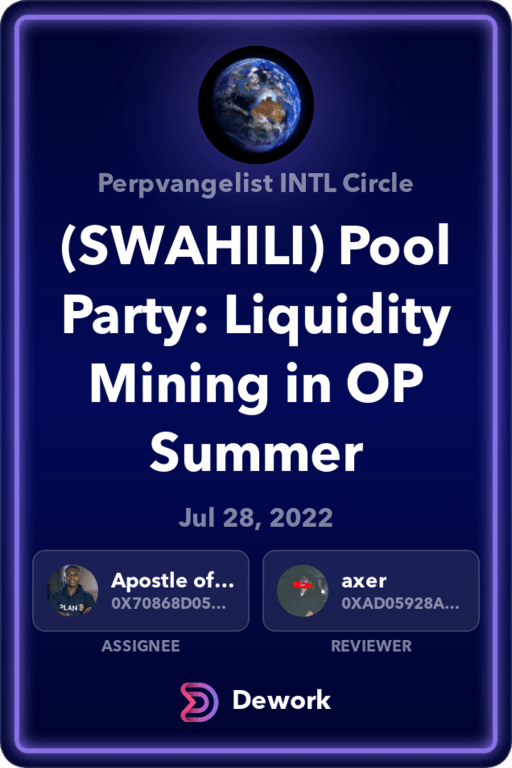 Perpvangelist INTL Circle
(SWAHILI) Pool
Party: Liquidity
Mining in OP
Summer
Jul 28, 2022
Apostle of...
0X70868D05...
PLAN B
ASSIGNEE
axer
0XAD05928A...
REVIEWER
Dework